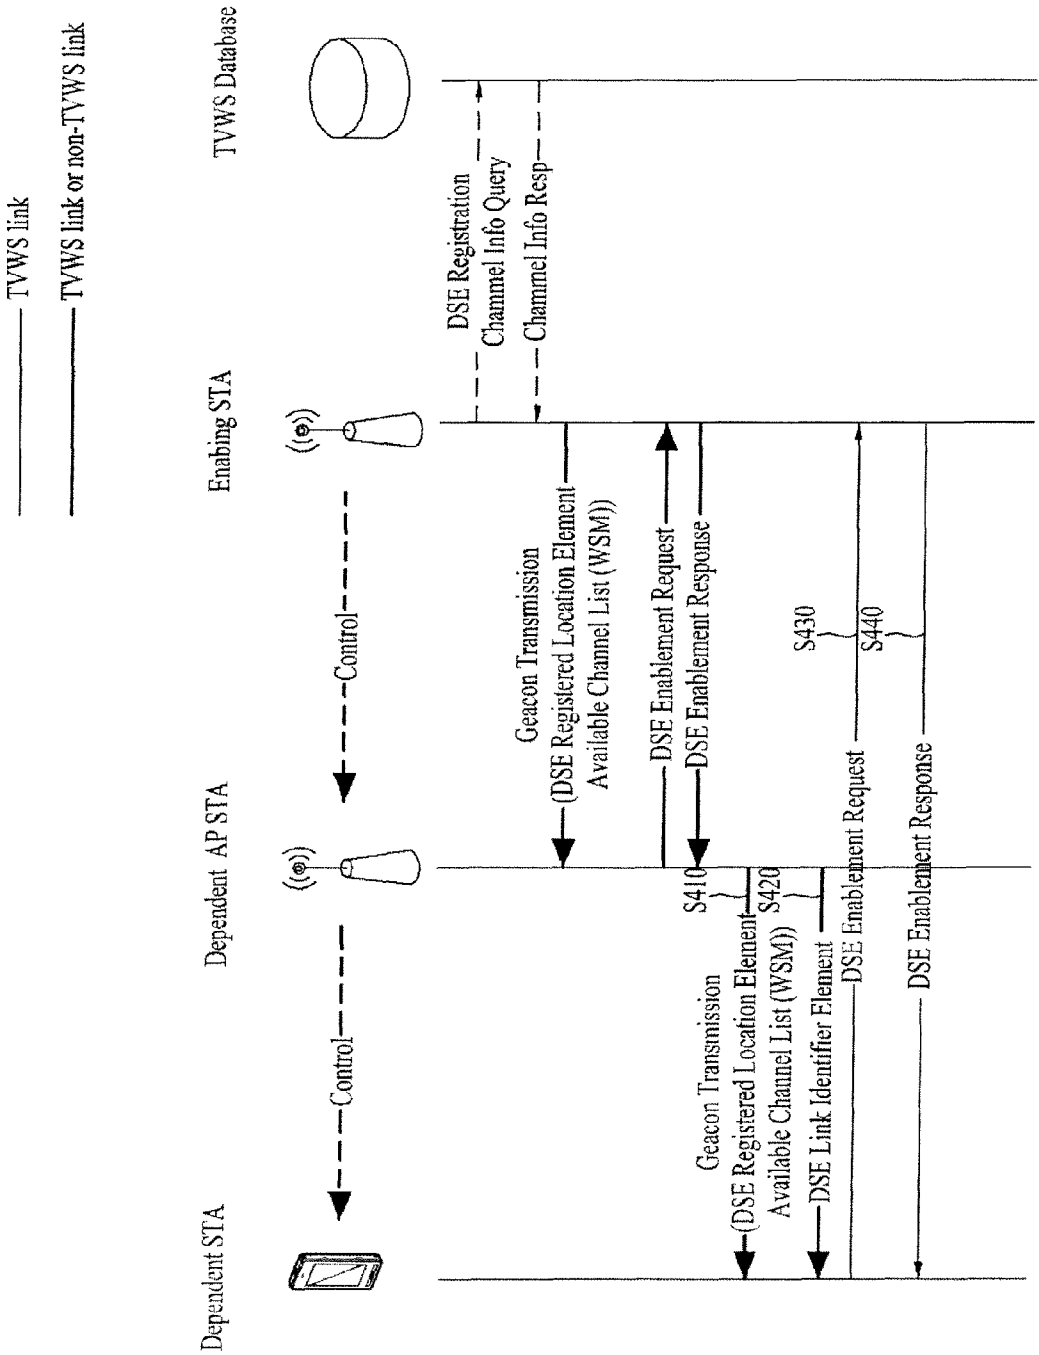 TVWS link
TVWS link or non-TVWS link
Dependent STA
Dependent AP STA
Enabing STA
TVWS Database
Control
Control
DSE Registration
Chammel Info Query
Chammel Info Resp
Geacon Transmission
(DSE Registered Location Element
Available Channel List (WSM))
DSE Enablement Request
DSE Enablement Response
S410
Geacon Transmission
(DSE Registered Location Element
Available Channel List (WSM))
S420
DSE Link Identifier Element
S430
DSE Enablement Request
S440
DSE Enablement Response